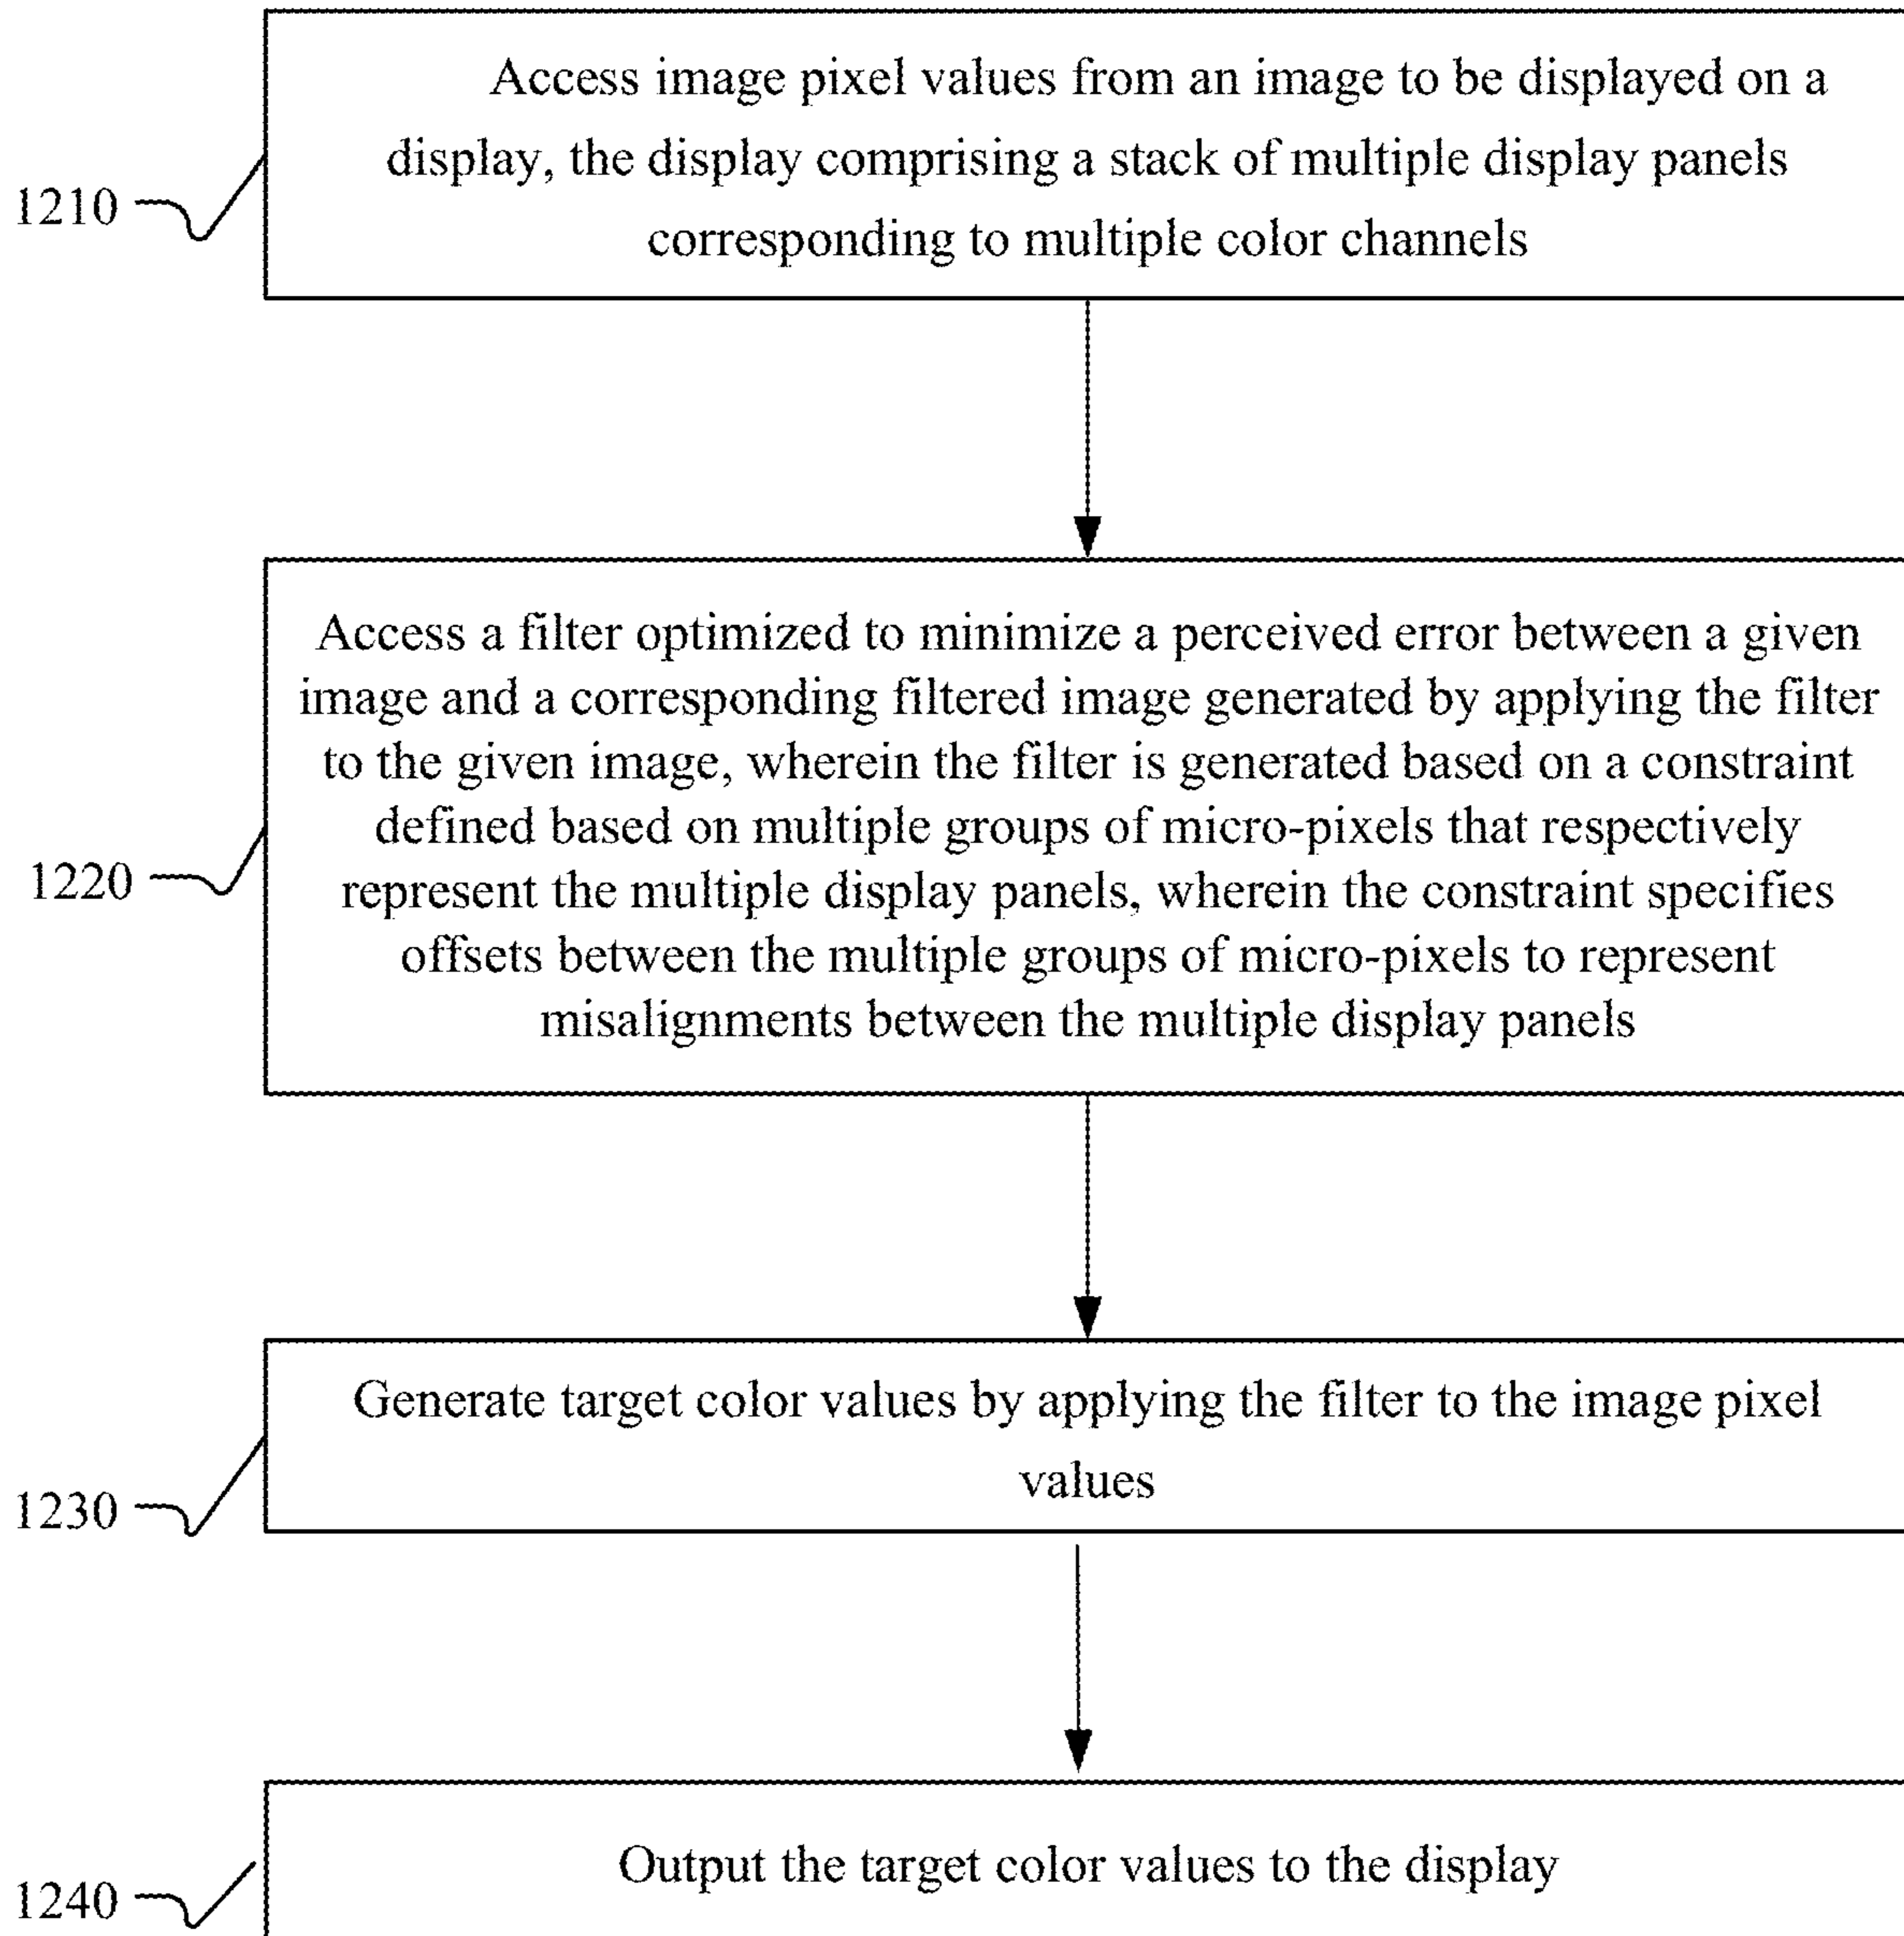 Access image pixel values from an image to be displayed on a
display, the display comprising a stack of multiple display panels
corresponding to multiple color channels
1210
Access a filter optimized to minimize a perceived error between a given
image and a corresponding filtered image generated by applying the filter
to the given image, wherein the filter is generated based on a constraint
defined based on multiple groups of micro-pixels that respectively
represent the multiple display panels, wherein the constraint specifies
offsets between the multiple groups of micro-pixels to represent
misalignments between the multiple display panels
1220
Generate target color values by applying the filter to the image pixel
values
1230
Output the target color values to the display
1240